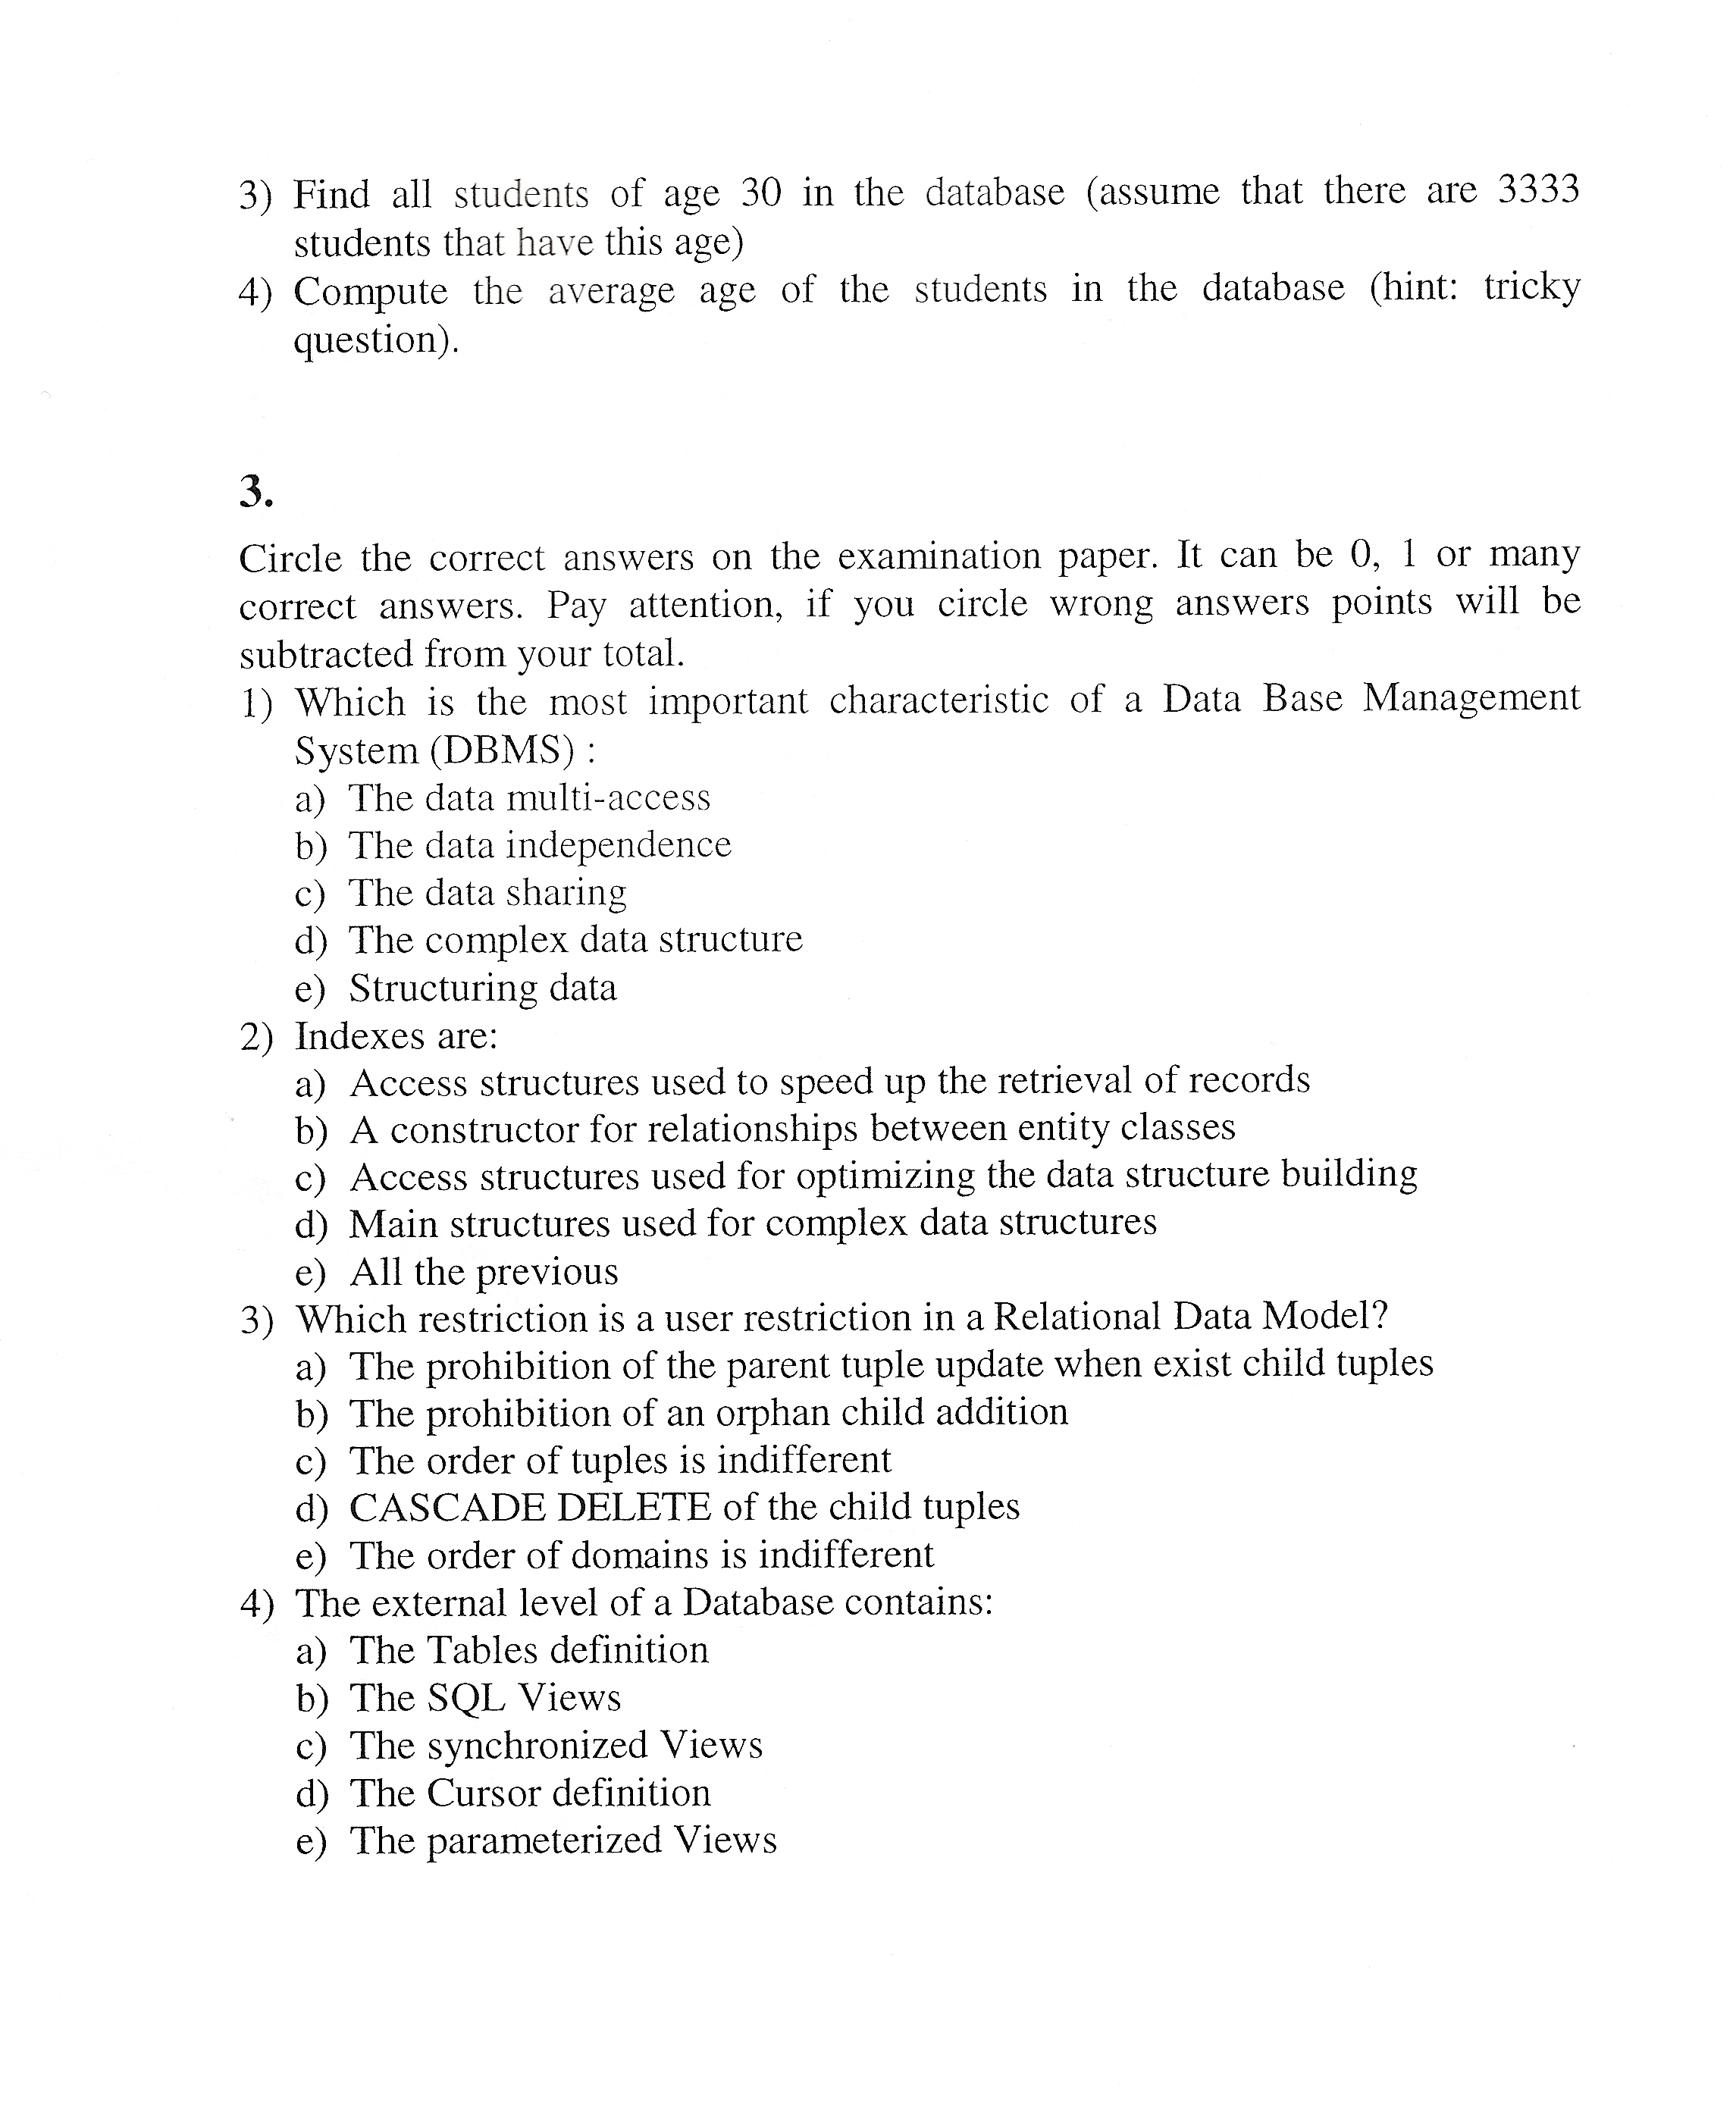 3) Find all students of age 30 in the database (assume that there are 3333
students that have this age)
4) Compute the average age of the students in the database (hint: tricky
question).
3.
Circle the correct answers on the examination paper. It can be 0, 1 or many
correct answers. Pay attention, if you circle wrong answers points will be
subtracted from your total.
1) Which is the most important characteristic of a Data Base Management
System (DBMS) :
a) The data multi-access
b) The data independence
c) The data sharing
d) The complex data structure
e) Structuring data
2) Indexes are:
a) Access structures used to speed up the retrieval of records
b) A constructor for relationships between entity classes
c) Access structures used for optimizing the data structure building
d) Main structures used for complex data structures
e) All the previous
3) Which restriction is a user restriction in a Relational Data Model?
a) The prohibition of the parent tuple update when exist child tuples
b) The prohibition of an orphan child addition
c) The order of tuples is indifferent
d) CASCADE DELETE of the child tuples
e) The order of domains is indifferent
4) The external level of a Database contains:
a) The Tables definition
b) The SQL Views
c) The synchronized Views
d) The Cursor definition
e) The parameterized Views